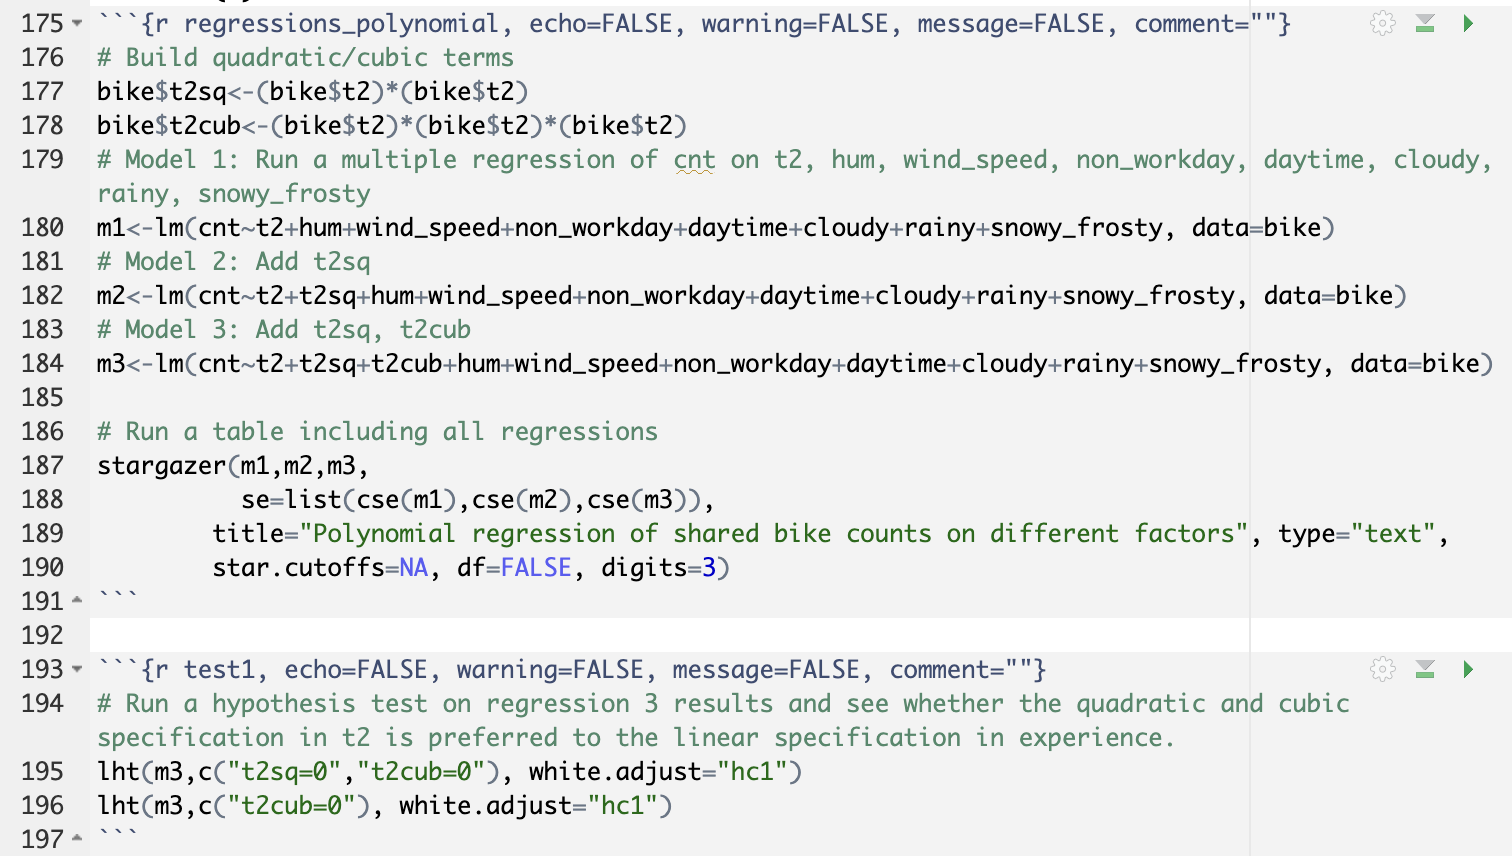 175 ```{r regressions_polynomial, echo=FALSE, warning=FALSE, message=FALSE, comment=""}
176 # Build quadratic/cubic terms
177 bike$t2sq<-(bike$t2)*(bike$t2)
178 bike$t2cub<-(bike$t2)*(bike$t2)*(bike$t2)
179 # Model 1: Run a multiple regression of cnt on t2, hum, wind_speed, non_workday, daytime, cloudy,
rainy, snowy_frosty
180 m1<-lm(cnt~t2+hum+wind_speed+non_workday+daytime+cloudy+rainy+snowy_frosty, data=bike)
181 # Model 2: Add t2sq
182 m2<-lm(cnt~t2+t2sq+hum+wind_speed+non_workday+daytime+cloudy+rainy+snowy_frosty, data=bike)
183 # Model 3: Add t2sq, t2cub
184 m3<-lm(cnt~t2+t2sq+t2cub+hum+wind_speed+non_workday+daytime+cloudy+rainy+snowy_frosty, data=bike)
185
186 # Run a table including all regressions
187 stargazer(m1,m2,m3,
188           se=list(cse(m1),cse(m2),cse(m3)),
189         title="Polynomial regression of shared bike counts on different factors", type="text",
190         star.cutoffs=NA, df=FALSE, digits=3)
191 ```
192
193 ```{r test1, echo=FALSE, warning=FALSE, message=FALSE, comment=""}
194 # Run a hypothesis test on regression 3 results and see whether the quadratic and cubic
specification in t2 is preferred to the linear specification in experience.
195 lht(m3,c("t2sq=0","t2cub=0"), white.adjust="hc1")
196 lht(m3,c("t2cub=0"), white.adjust="hc1")
197 ```